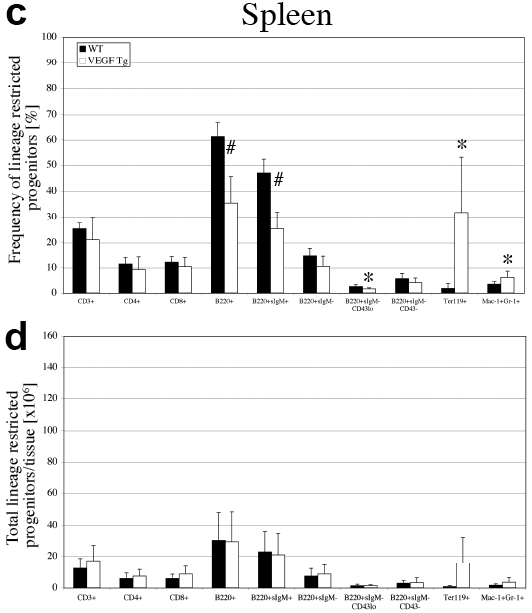 c
Spleen
Frequency of lineage restricted
progenitors [%]
100
90
80
70
60
50
40
30
20
10
0
WT
VEGF Tg
#
#
*
*
*
CD3+
CD4+
CD8+
B220+
B220+sIgM+
B220+sIgM-
B220+sIgM-
CD43lo
B220+sIgM-
CD43-
Ter119+
Mac-1+Gr-1+
d
Total lineage restricted
progenitors/tissue [x10⁶]
160
140
120
100
80
60
40
20
0
CD3+
CD4+
CD8+
B220+
B220+sIgM+
B220+sIgM-
B220+sIgM-
CD43lo
B220+sIgM-
CD43-
Ter119+
Mac-1+Gr-1+